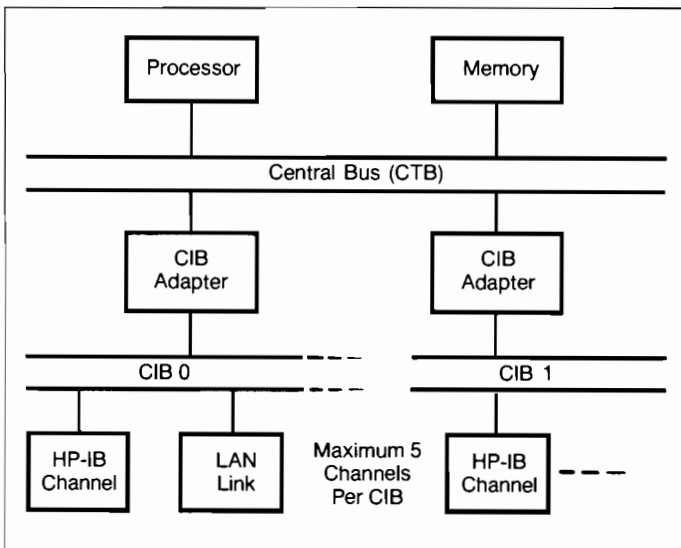 Processor
Memory
Central Bus (CTB)
CIB
Adapter
CIB
Adapter
CIB 0
CIB 1
HP-IB
Channel
LAN
Link
Maximum 5
Channels
Per CIB
HP-IB
Channel